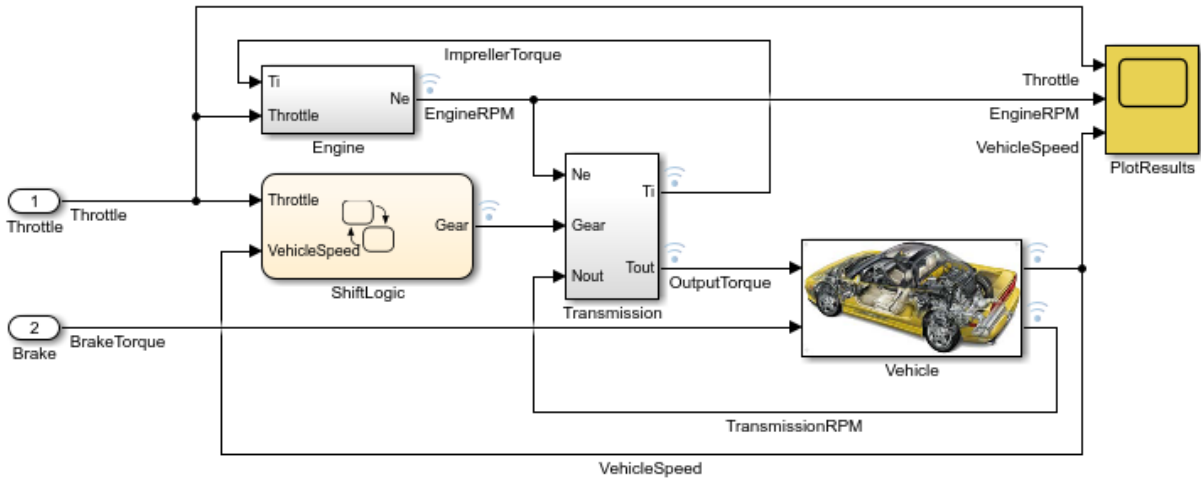 ImprellerTorque
Ti
Ne
Throttle
EngineRPM
Engine
Throttle
EngineRPM
VehicleSpeed
PlotResults
1
Throttle
Throttle
Throttle
Gear
VehicleSpeed
ShiftLogic
Ne
Ti
Gear
Tout
Nout
OutputTorque
Transmission
2
BrakeTorque
Brake
Vehicle
TransmissionRPM
VehicleSpeed